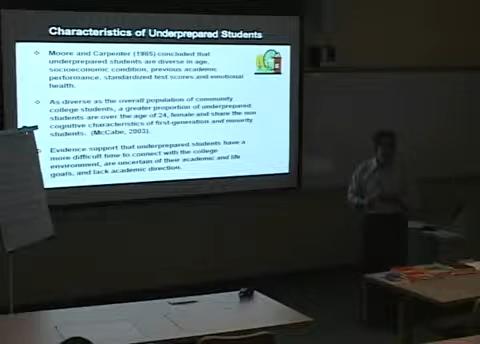 Characteristics of Underprepared Students
Moore and Carpenter (1985) concluded that
underprepared students are diverse in age,
socioeconomic condition, previous academic
performance, standardized test scores and emotional
health.
As diverse as the overall population of community
college students, a greater proportion of underprepared
students are over the age of 24, female and share the non
cognitive characteristics of first-generation and minority
students. (McCabe, 2003).
Evidence support that underprepared students have a
more difficult time to connect with the college
environment, are uncertain of their academic and life
goals, and lack academic direction.